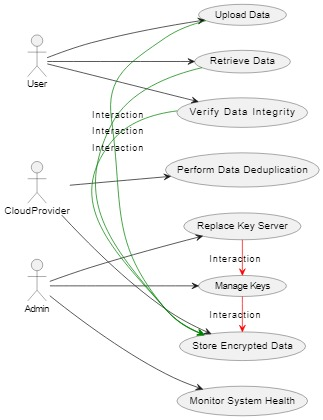 Upload Data
Retrieve Data
User
Interaction
Verify Data Integrity
Interaction
Interaction
Perform Data Deduplication
CloudProvider
Replace Key Server
Interaction
Admin
Manage Keys
Interaction
Store Encrypted Data
Monitor System Health